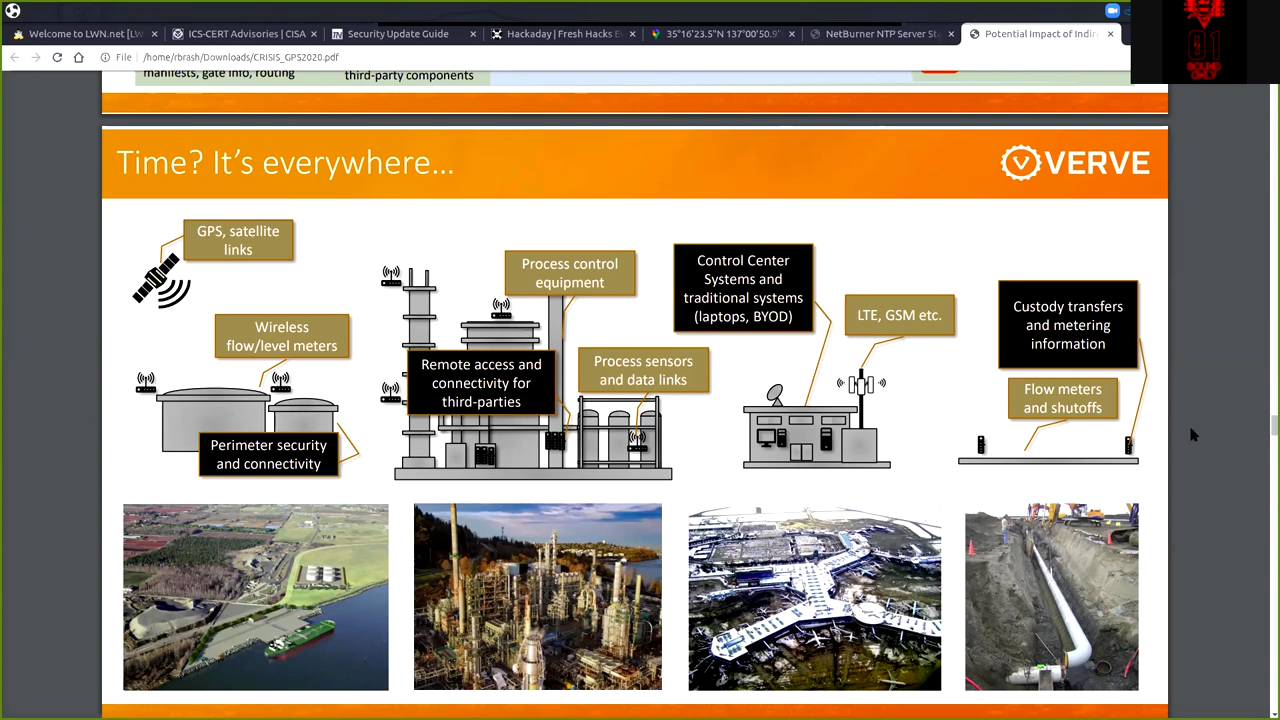 Welcome to LWN.net [LW
ICS-CERT Advisories | CISA
Security Update Guide
Hackaday | Fresh Hacks Ev
35°16'23.5"N 137°00'50.9"
NetBurner NTP Server St
Potential Impact of Indir
File
/home/rbrash/Downloads/CRISIS_GPS2020.pdf
01
BOUND
ONLY
manifests, gate info, routing
third-party components
Time? It's everywhere...
VERVE
GPS, satellite
links
Wireless
flow/level meters
Perimeter security
and connectivity
Process control
equipment
Remote access and
connectivity for
third-parties
Process sensors
and data links
Control Center
Systems and
traditional systems
(laptops, BYOD)
LTE, GSM etc.
Custody transfers
and metering
information
Flow meters
and shutoffs